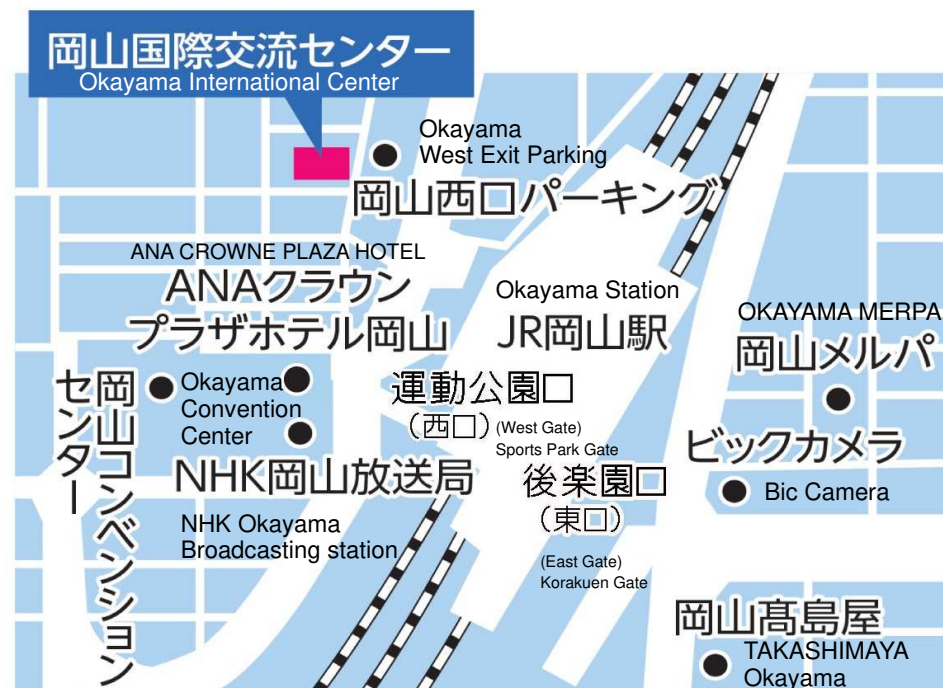 岡山国際交流センター
Okayama International Center
Okayama
West Exit Parking
岡山西口パーキング
ANA CROWNE PLAZA HOTEL
ANAクラウン
プラザホテル岡山
Okayama Station
JR岡山駅
OKAYAMA MERPA
岡山メルパ
岡山コンベンション
センター
Okayama
Convention
Center
運動公園口
(西口)
(West Gate)
Sports Park Gate
ビックカメラ
Bic Camera
NHK岡山放送局
NHK Okayama
Broadcasting station
後楽園口
(東口)
(East Gate)
Korakuen Gate
岡山髙島屋
TAKASHIMAYA
Okayama